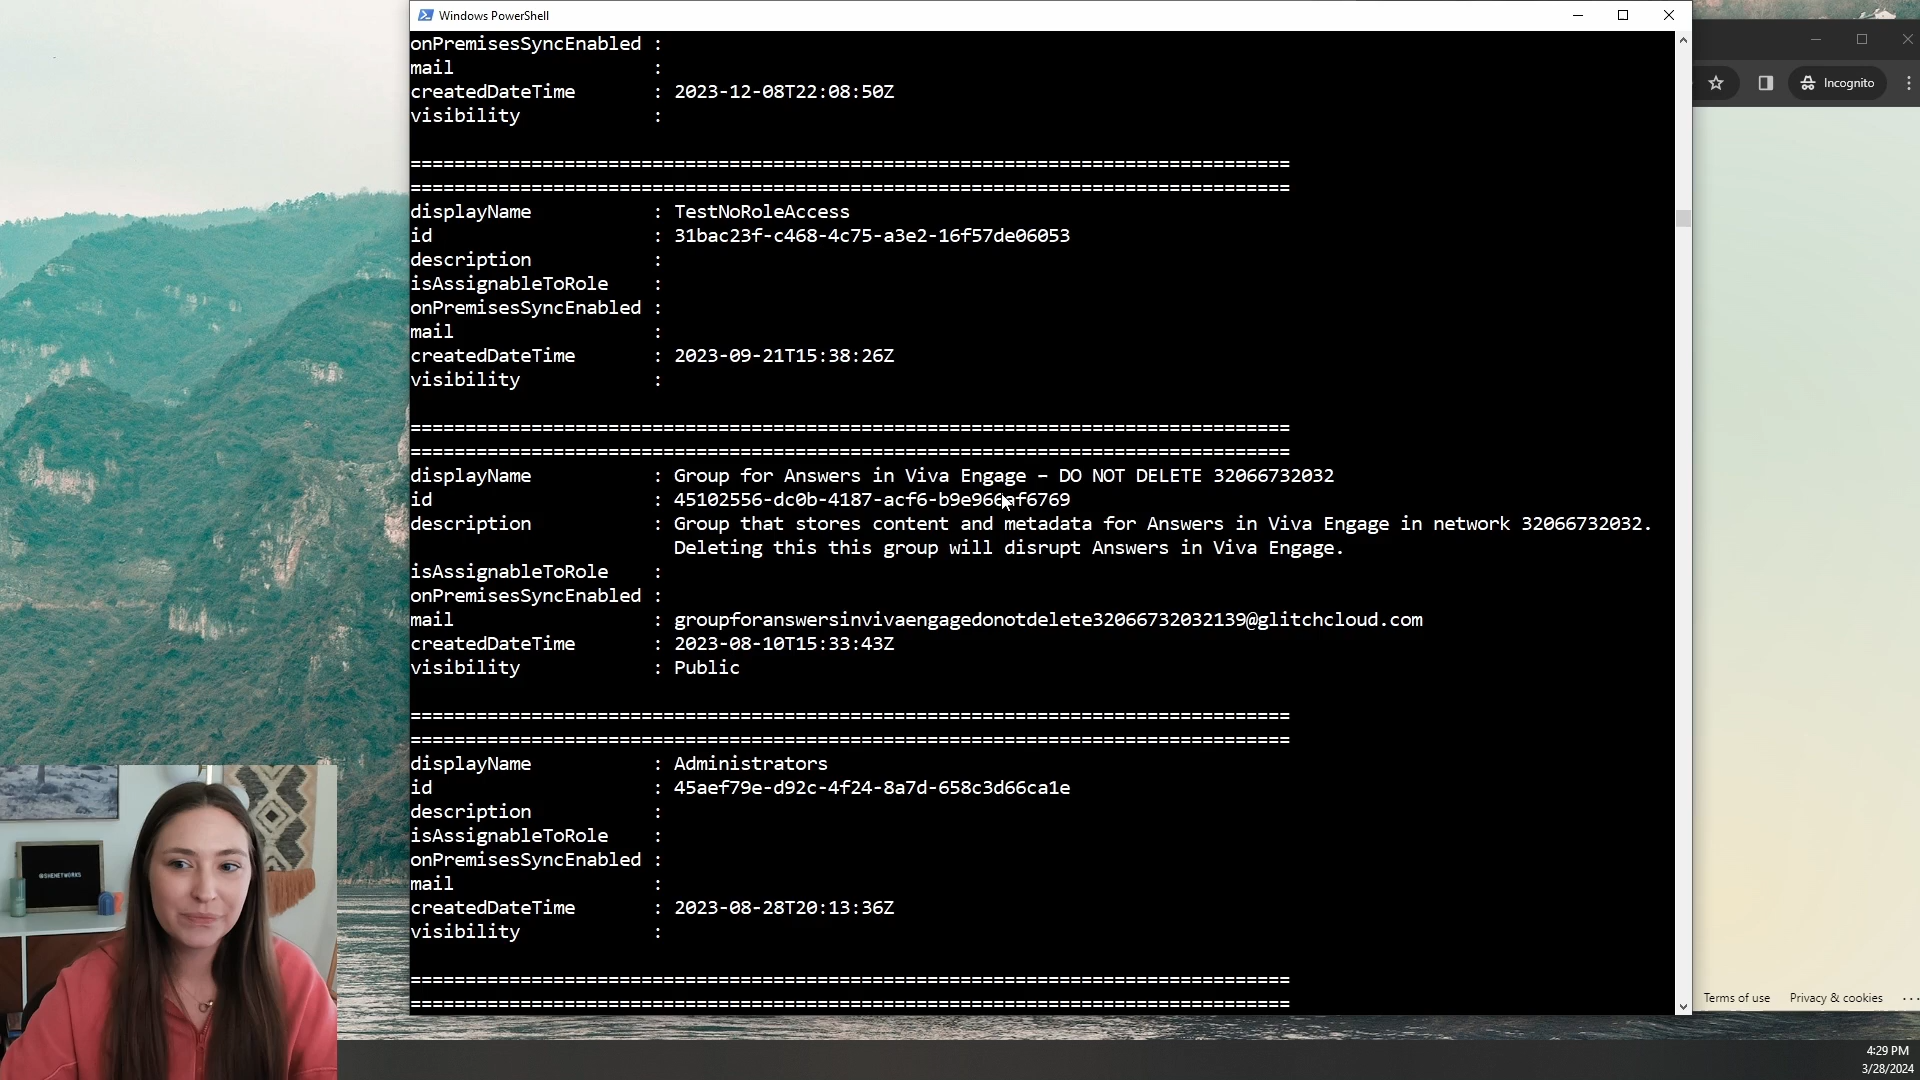 Windows PowerShell
onPremisesSyncEnabled :
mail :
createdDateTime : 2023-12-08T22:08:50Z
visibility :
================================================================================
================================================================================
displayName : TestNoRoleAccess
id : 31bac23f-c468-4c75-a3e2-16f57de06053
description :
isAssignableToRole :
onPremisesSyncEnabled :
mail :
createdDateTime : 2023-09-21T15:38:26Z
visibility :
================================================================================
================================================================================
displayName : Group for Answers in Viva Engage – DO NOT DELETE 32066732032
id : 45102556-dc0b-4187-acf6-b9e966af6769
description : Group that stores content and metadata for Answers in Viva Engage in network 32066732032.
Deleting this this group will disrupt Answers in Viva Engage.
isAssignableToRole :
onPremisesSyncEnabled :
mail : groupforanswersinvivaengagedonotdelete32066732032139@glitchcloud.com
createdDateTime : 2023-08-10T15:33:43Z
visibility : Public
================================================================================
================================================================================
displayName : Administrators
id : 45aef79e-d92c-4f24-8a7d-658c3d66ca1e
description :
isAssignableToRole :
onPremisesSyncEnabled :
mail :
createdDateTime : 2023-08-28T20:13:36Z
visibility :
================================================================================
================================================================================
Incognito
Terms of use Privacy & cookies ...
@SHENETWORKS
4:29 PM
3/28/2024